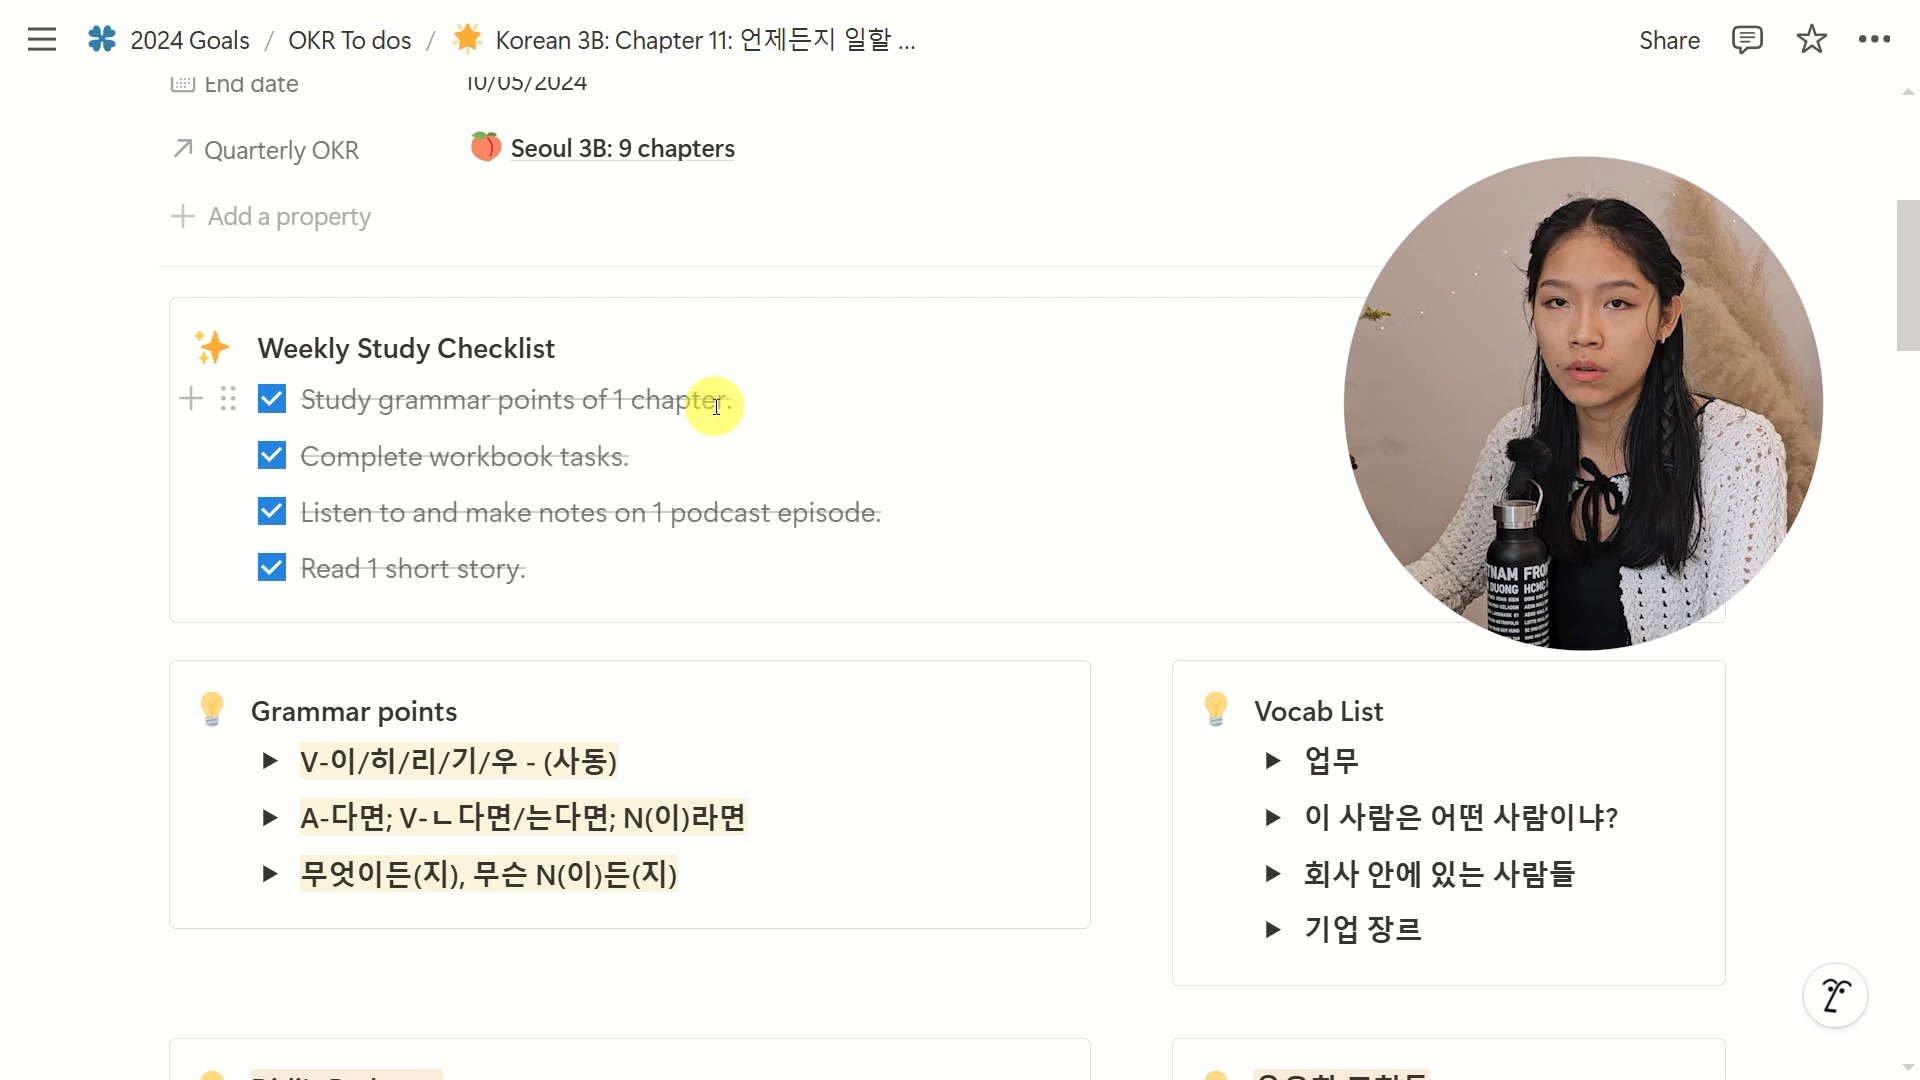 2024 Goals / OKR To dos / Korean 3B: Chapter 11: 언제든지 일할 ...
Share
End date 10/05/2024
Quarterly OKR Seoul 3B: 9 chapters
Add a property
Weekly Study Checklist
Study grammar points of 1 chapter.
Complete workbook tasks.
Listen to and make notes on 1 podcast episode.
Read 1 short story.
Grammar points
V-이/히/리/기/우 - (사동)
A-다면; V-ㄴ다면/는다면; N(이)라면
무엇이든(지), 무슨 N(이)든(지)
Vocab List
업무
이 사람은 어떤 사람이냐?
회사 안에 있는 사람들
기업 장르